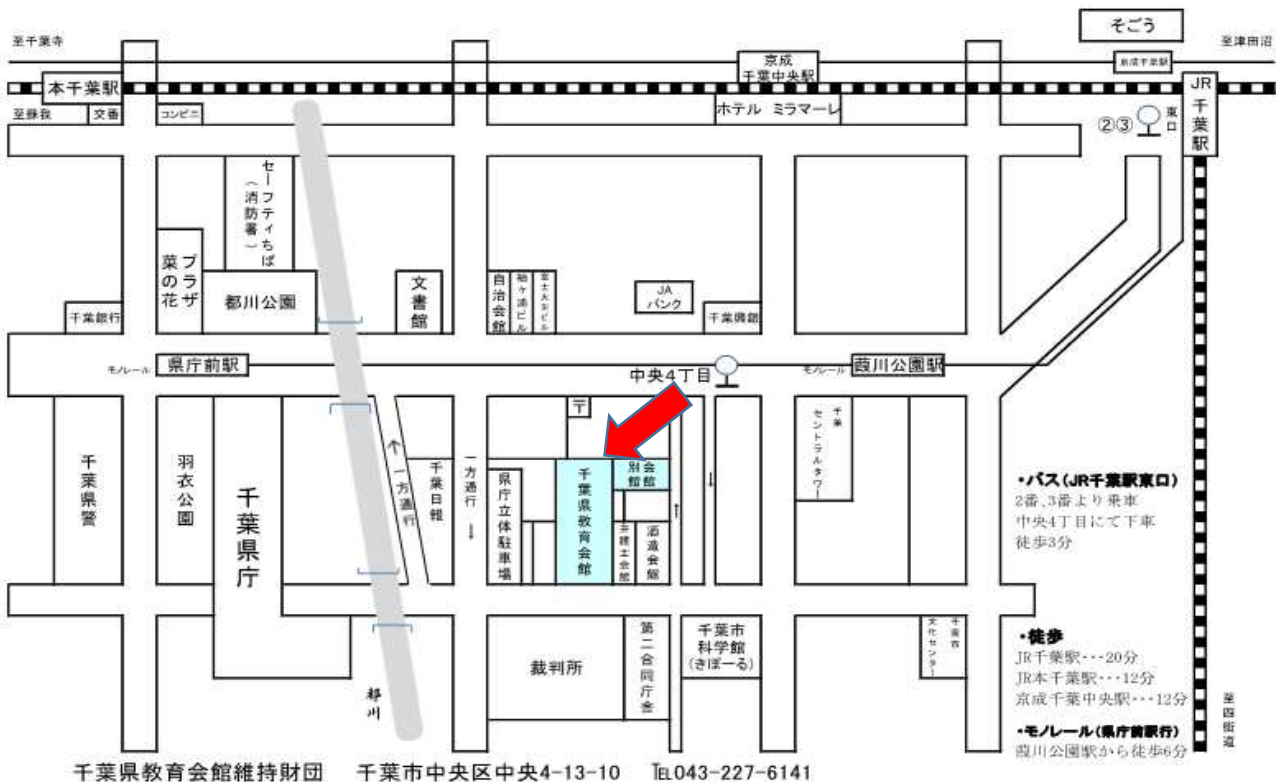 そごう
至千葉寺
至津田沼
京成
千葉中央駅
京成千葉駅
本千葉駅
JR
千葉駅
至蘇我
交番
コンビニ
ホテル ミラマーレ
②③
東口
セーフティちば
(消防署)
プラザ
菜の花
都川公園
文書館
自治会館
袖ヶ浦ビル
JA
バンク
千葉銀行
千葉興銀
モノレール
県庁前駅
中央4丁目
モノレール
葭川公園駅
〒
千葉
セントラルタワー
千葉県警
羽衣公園
千葉県庁
↑一方通行
千葉日報
一方通行→
県庁立体駐車場
千葉県教育会館
会館
別館
弁護士会館
酒造会館
↑
↓
・バス(JR千葉駅東口)
2番、3番より乗車
中央4丁目にて下車
徒歩3分
裁判所
第二合同庁舎
千葉市
科学館
(きぼーる)
千葉市
文化センター
都川
・徒歩
JR千葉駅・・・20分
JR本千葉駅・・・12分
京成千葉中央駅・・・12分
・モノレール(県庁前駅行)
葭川公園駅から徒歩6分
至四街道
千葉県教育会館維持財団 千葉市中央区中央4-13-10 ℡043-227-6141